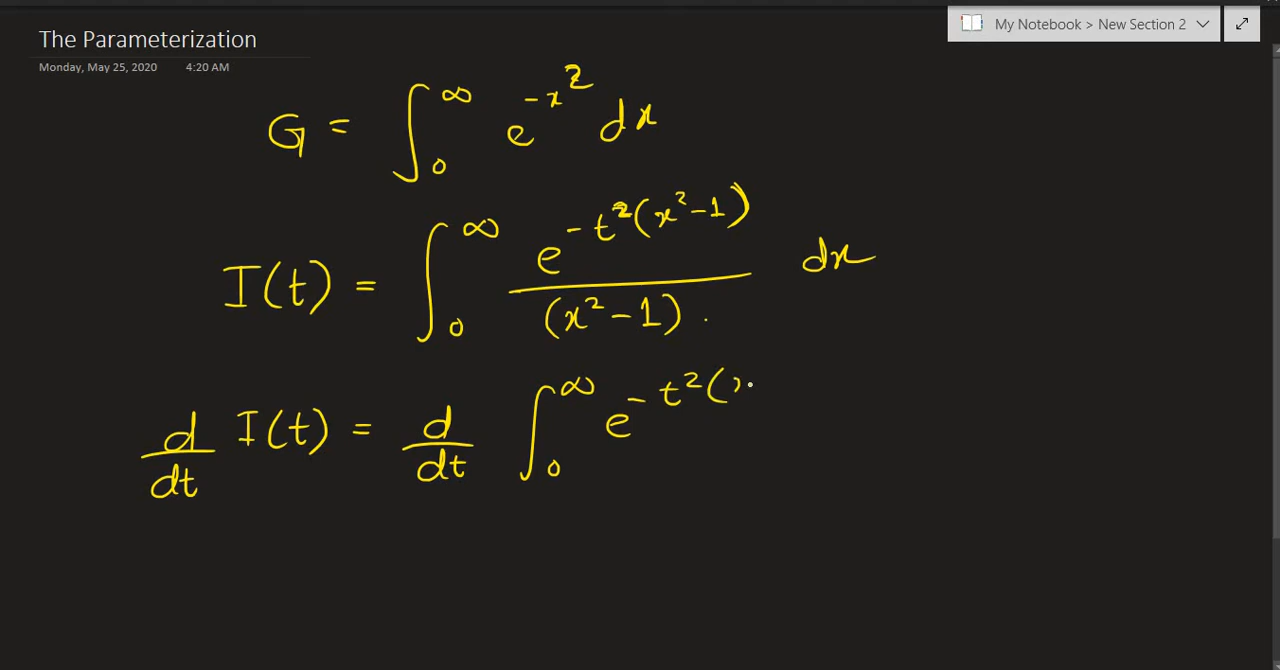 My Notebook > New Section 2
The Parameterization
Monday, May 25, 2020 4:20 AM
G = ∫₀^∞ e^{-x²} dx
I(t) = ∫₀^∞ e^{-t²(x²-1)} / (x²-1) . dx
d/dt I(t) = d/dt ∫₀^∞ e^{-t²(